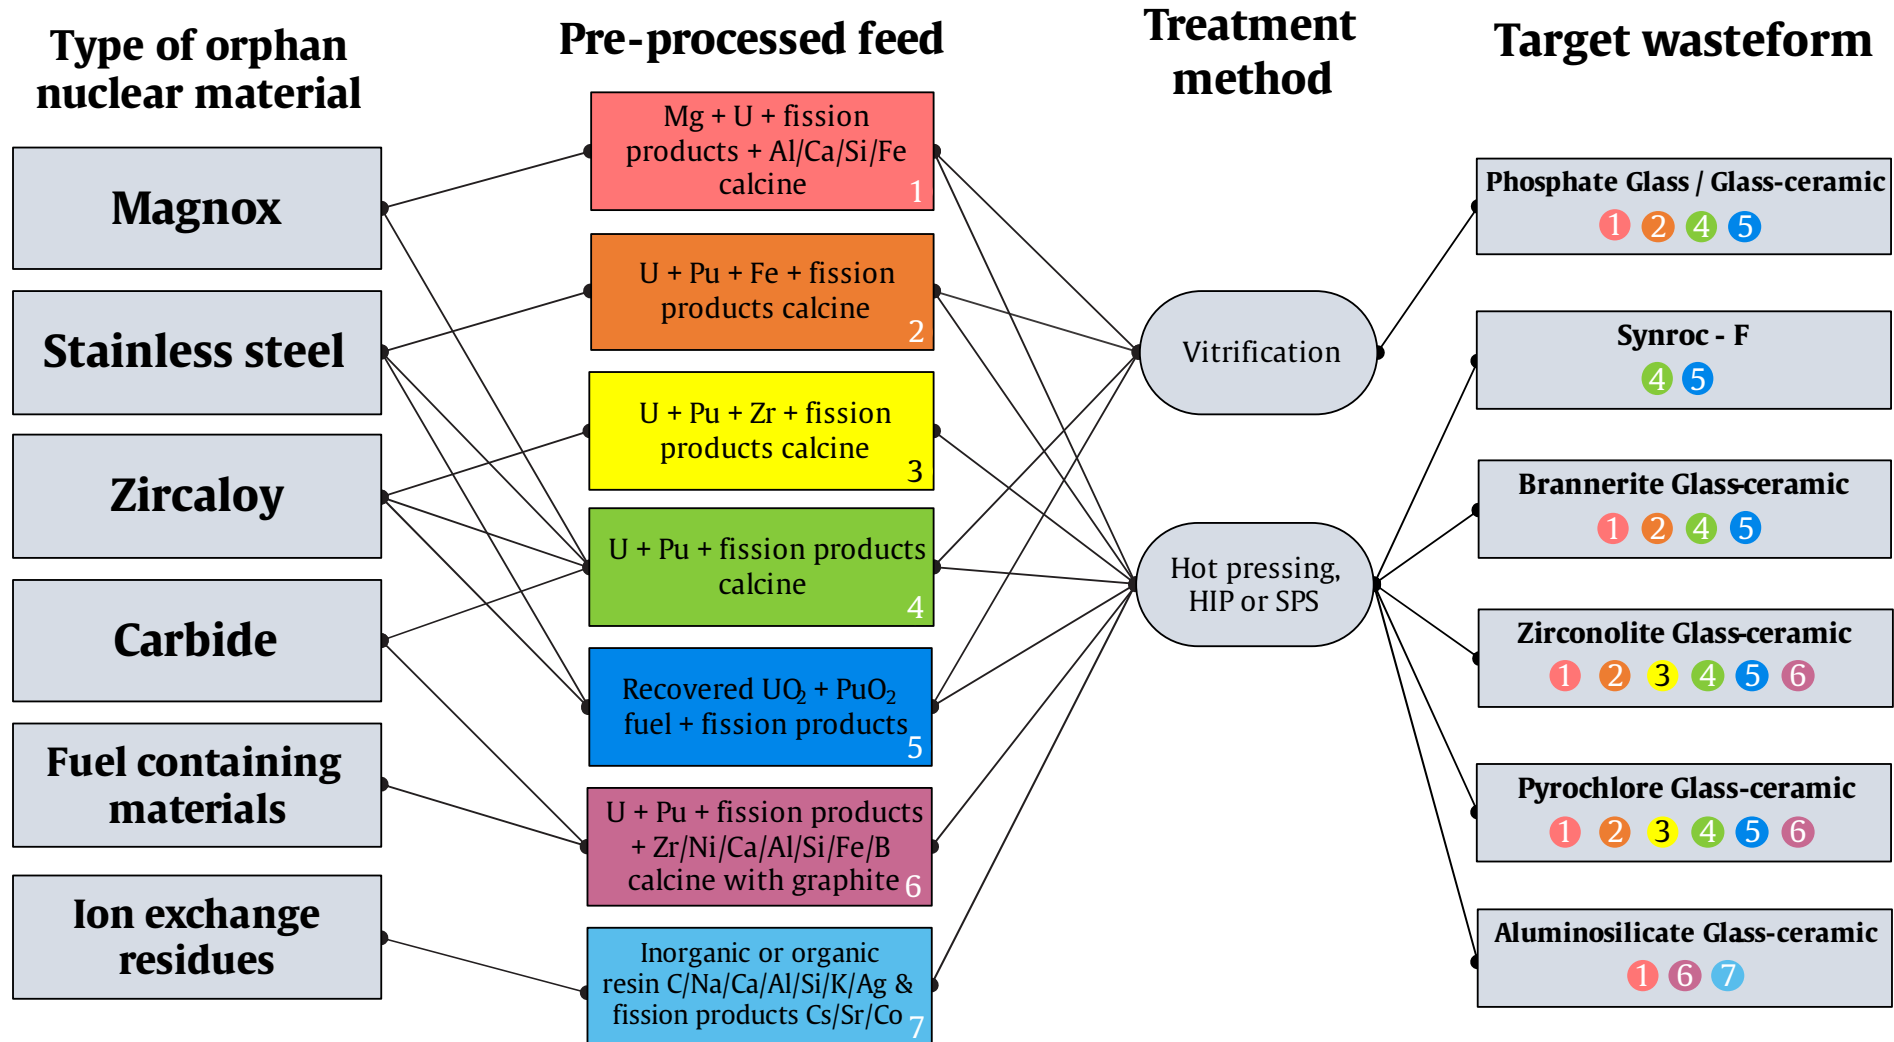 Type of orphan
nuclear material
Pre-processed feed
Treatment
method
Target wasteform
Magnox
Stainless steel
Zircaloy
Carbide
Fuel containing
materials
Ion exchange
residues
Mg + U + fission
products + Al/Ca/Si/Fe
calcine
1
U + Pu + Fe + fission
products calcine
2
U + Pu + Zr + fission
products calcine
3
U + Pu + fission products
calcine
4
Recovered UO2 + PuO2
fuel + fission products
5
U + Pu + fission products
+ Zr/Ni/Ca/Al/Si/Fe/B
calcine with graphite
6
Inorganic or organic
resin C/Na/Ca/Al/Si/K/Ag &
fission products Cs/Sr/Co
7
Vitrification
Hot pressing,
HIP or SPS
Phosphate Glass / Glass-ceramic
1 2 4 5
Synroc - F
4 5
Brannerite Glass-ceramic
1 2 4 5
Zirconolite Glass-ceramic
1 2 3 4 5 6
Pyrochlore Glass-ceramic
1 2 3 4 5 6
Aluminosilicate Glass-ceramic
1 6 7